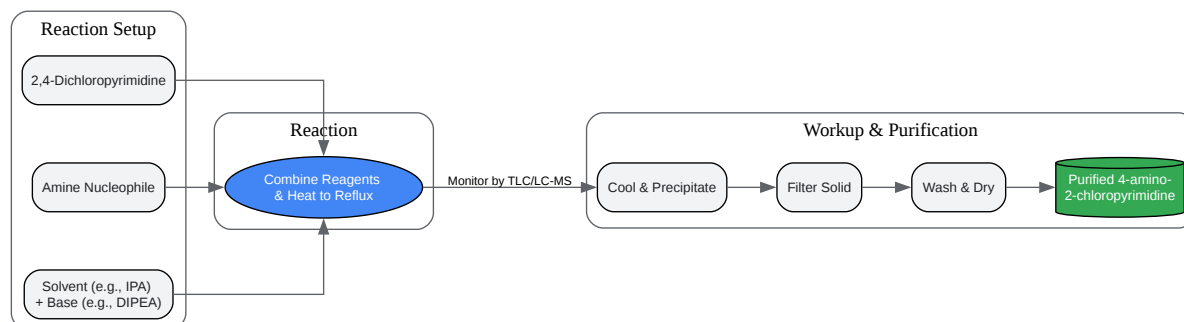 Reaction Setup
2,4-Dichloropyrimidine
Amine Nucleophile
Solvent (e.g., IPA)
+ Base (e.g., DIPEA)
Reaction
Combine Reagents
& Heat to Reflux
Monitor by TLC/LC-MS
Workup & Purification
Cool & Precipitate
Filter Solid
Wash & Dry
Purified 4-amino-
2-chloropyrimidine